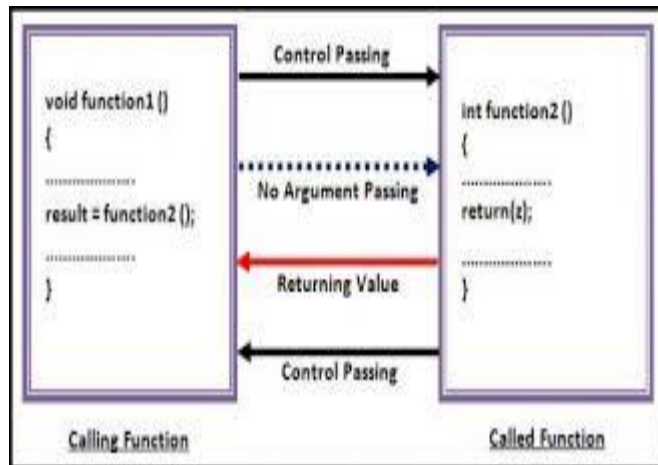 void function1 ()
{
....................
result = function2 ();
....................
}
Calling Function
Control Passing
No Argument Passing
Returning Value
Control Passing
int function2 ()
{
....................
return(z);
....................
}
Called Function